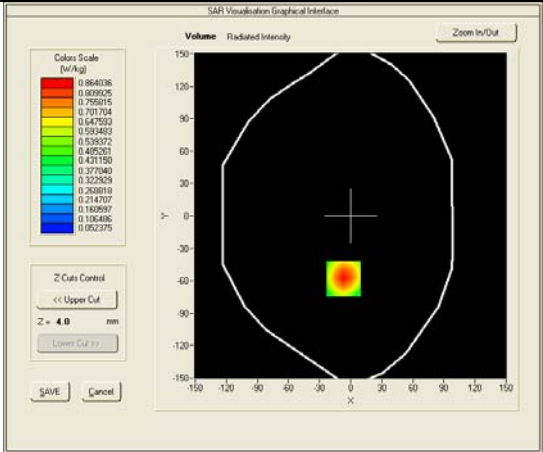 SAR Visualisation Graphical Interface
Volume Radiated Intensity
Zoom In/Out
Colors Scale
(W/kg)
0.864036
0.809925
0.755815
0.701704
0.647593
0.593483
0.539372
0.485261
0.431150
0.377040
0.322929
0.268818
0.214707
0.160597
0.106486
0.052375
Z-Cuts Control
<< Upper Cut
Z = 4.0 mm
Lower Cut >>
SAVE Cancel
150
120
90
60
30
0
-30
-60
-90
-120
-150
Y
-150 -120 -90 -60 -30 0 30 60 90 120 150
X